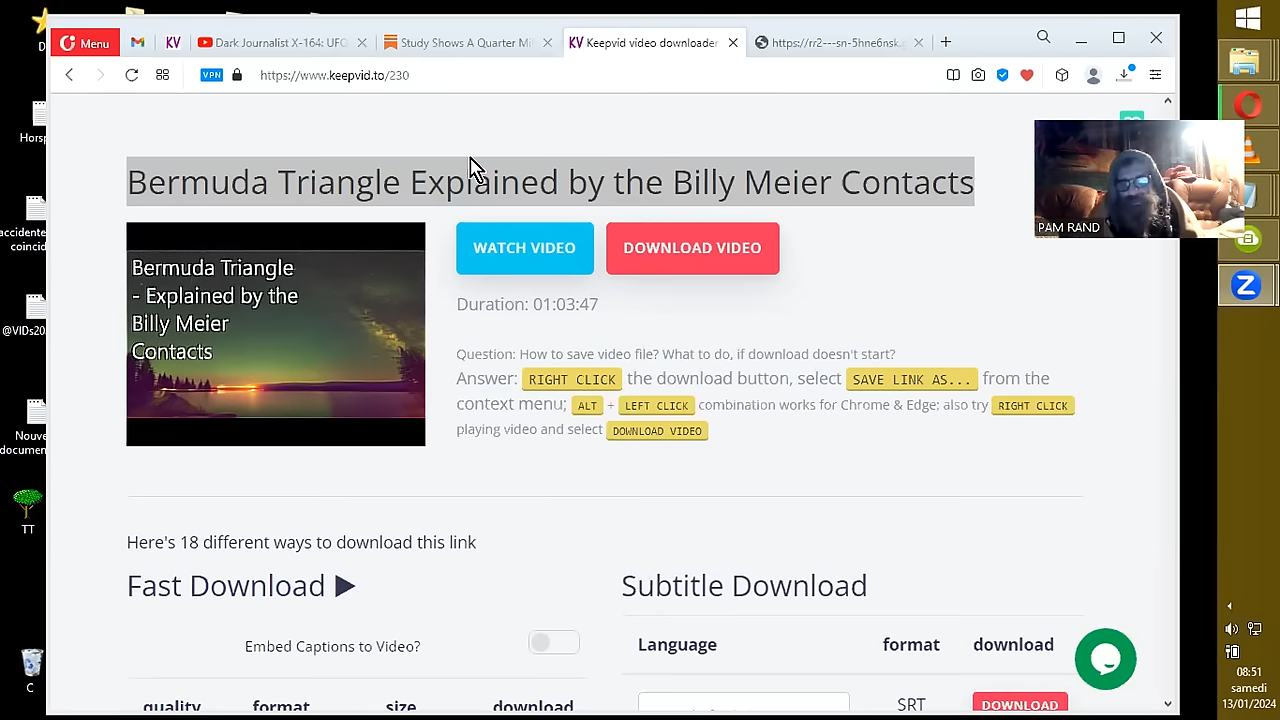 Menu
Dark Journalist X-164: UFO
Study Shows A Quarter
KV Keepvid video downloader
VPN
https://www.keepvid.to/230
Bermuda Triangle Explained by the Billy Meier Contacts
Bermuda Triangle
- Explained by the
Billy Meier
Contacts
WATCH VIDEO
DOWNLOAD VIDEO
Duration: 01:03:47
Question: How to save video file? What to do, if download doesn't start?
Answer: RIGHT CLICK the download button, select SAVE LINK AS... from the
context menu; ALT + LEFT CLICK combination works for Chrome & Edge; also try RIGHT CLICK
playing video and select DOWNLOAD VIDEO
PAM RAND
Here's 18 different ways to download this link
Fast Download
Embed Captions to Video?
quality format size download
Subtitle Download
Language format download
SRT DOWNLOAD
Horsp
accidente
coincid
@VIDs20
Nouve
documen
TT
C
08:51
samedi
13/01/2024